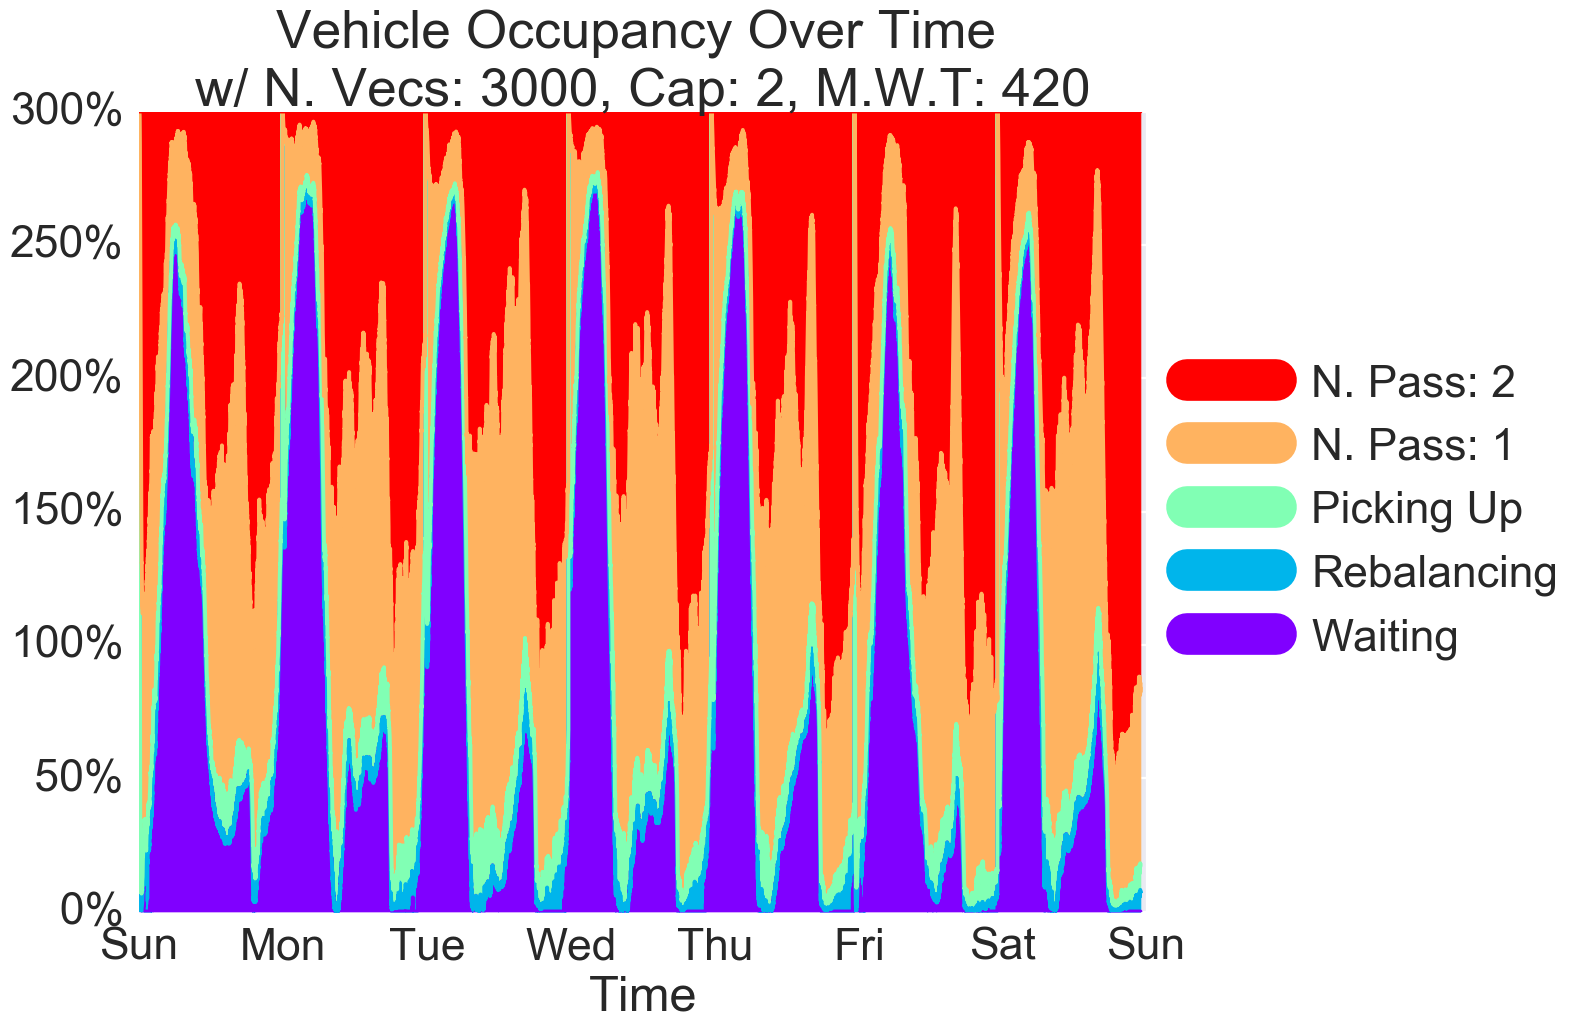 Vehicle Occupancy Over Time
w/ N. Vecs: 3000, Cap: 2, M.W.T: 420
300%
250%
200%
150%
100%
50%
0%
N. Pass: 2
N. Pass: 1
Picking Up
Rebalancing
Waiting
Sun Mon Tue Wed Thu Fri Sat Sun
Time